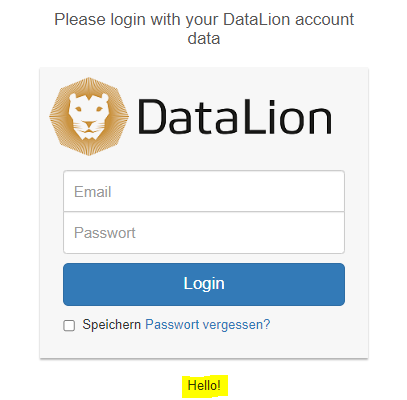 Please login with your DataLion account
data
DataLion
Email
Passwort
Login
Speichern Passwort vergessen?
Hello!